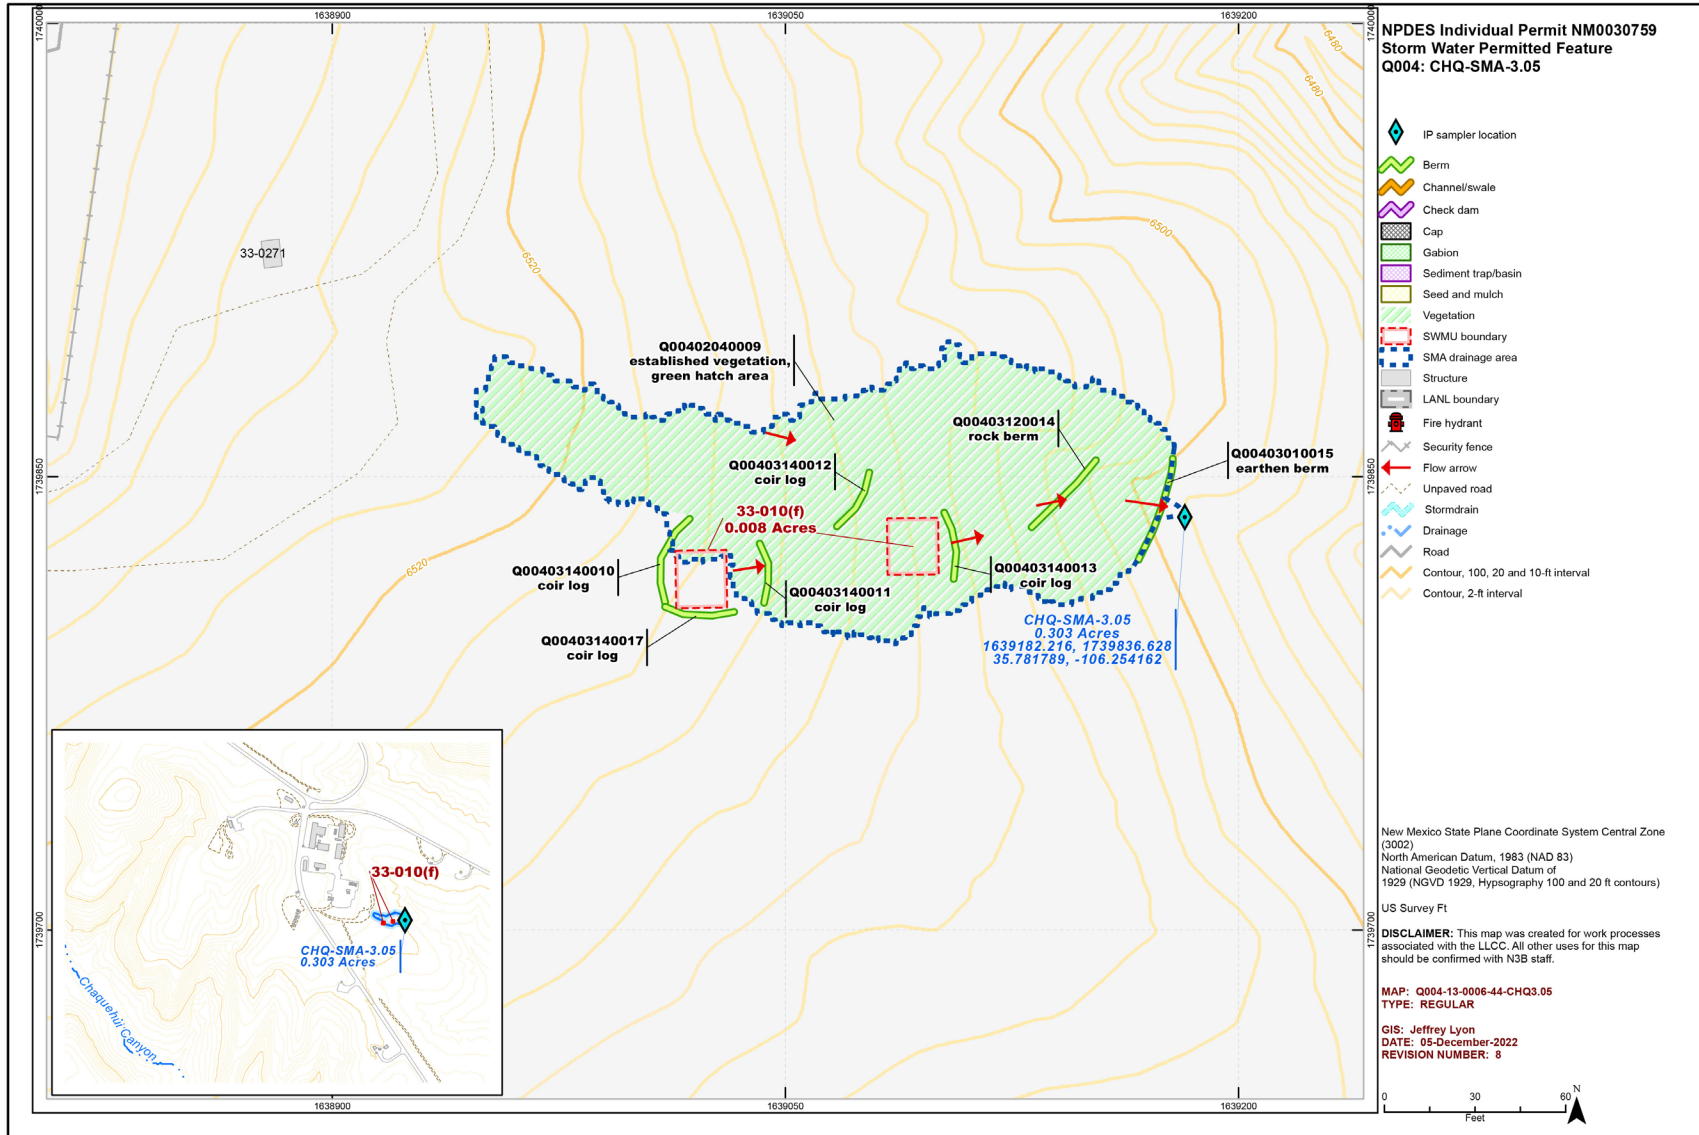 1638900
1639050
1639200
1740000
1740000
NPDES Individual Permit NM0030759
Storm Water Permitted Feature
Q004: CHQ-SMA-3.05
IP sampler location
Berm
Channel/swale
Check dam
Cap
Gabion
Sediment trap/basin
Seed and mulch
Vegetation
SWMU boundary
SMA drainage area
Structure
LANL boundary
Fire hydrant
Security fence
Flow arrow
Unpaved road
Stormdrain
Drainage
Road
Contour, 100, 20 and 10-ft interval
Contour, 2-ft interval
6480
6480
6500
6520
6520
33-0271
Q00402040009
established vegetation,
green hatch area
Q00403120014
rock berm
Q00403010015
earthen berm
Q00403140012
coir log
1739850
1739850
33-010(f)
0.008 Acres
Q00403140010
coir log
Q00403140013
coir log
Q00403140011
coir log
Q00403140017
coir log
CHQ-SMA-3.05
0.303 Acres
1639182.216, 1739836.628
35.781789, -106.254162
33-010(f)
CHQ-SMA-3.05
0.303 Acres
Chaquehui Canyon
1739700
1739700
1638900
1639050
1639200
New Mexico State Plane Coordinate System Central Zone
(3002)
North American Datum, 1983 (NAD 83)
National Geodetic Vertical Datum of
1929 (NGVD 1929, Hypsography 100 and 20 ft contours)
US Survey Ft
DISCLAIMER: This map was created for work processes
associated with the LLCC. All other uses for this map
should be confirmed with N3B staff.
MAP: Q004-13-0006-44-CHQ3.05
TYPE: REGULAR
GIS: Jeffrey Lyon
DATE: 05-December-2022
REVISION NUMBER: 8
0 30 60
Feet
N